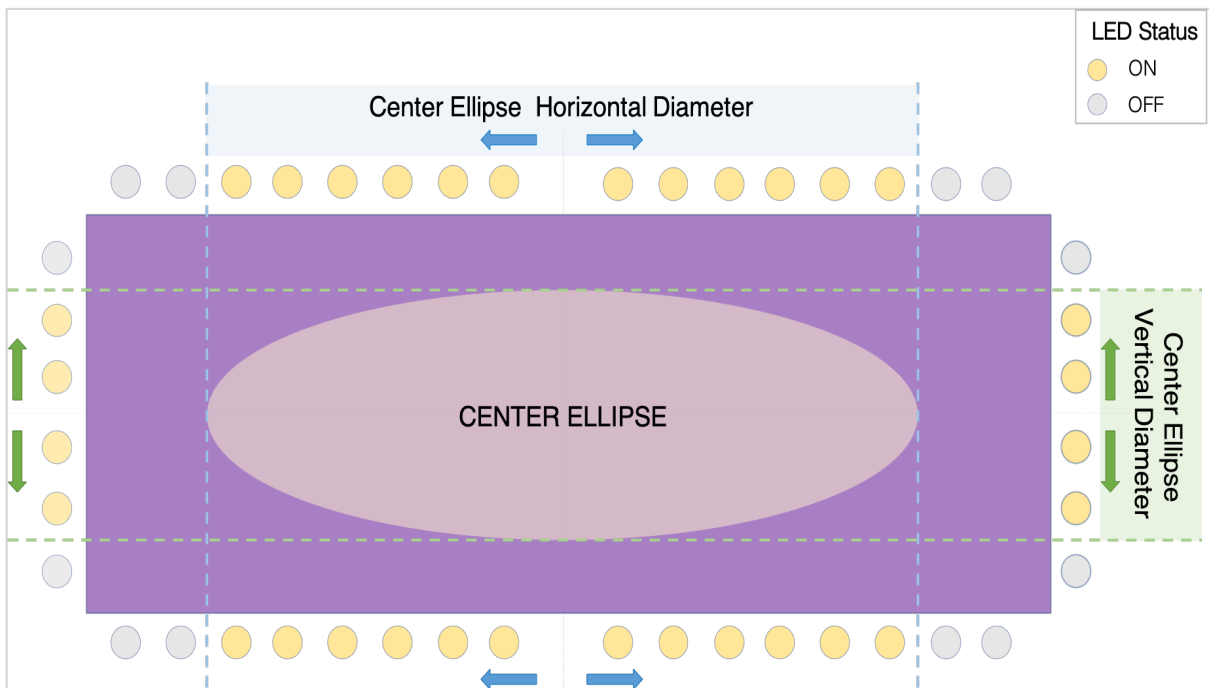 LED Status
ON
OFF
Center Ellipse Horizontal Diameter
CENTER ELLIPSE
Center Ellipse
Vertical Diameter